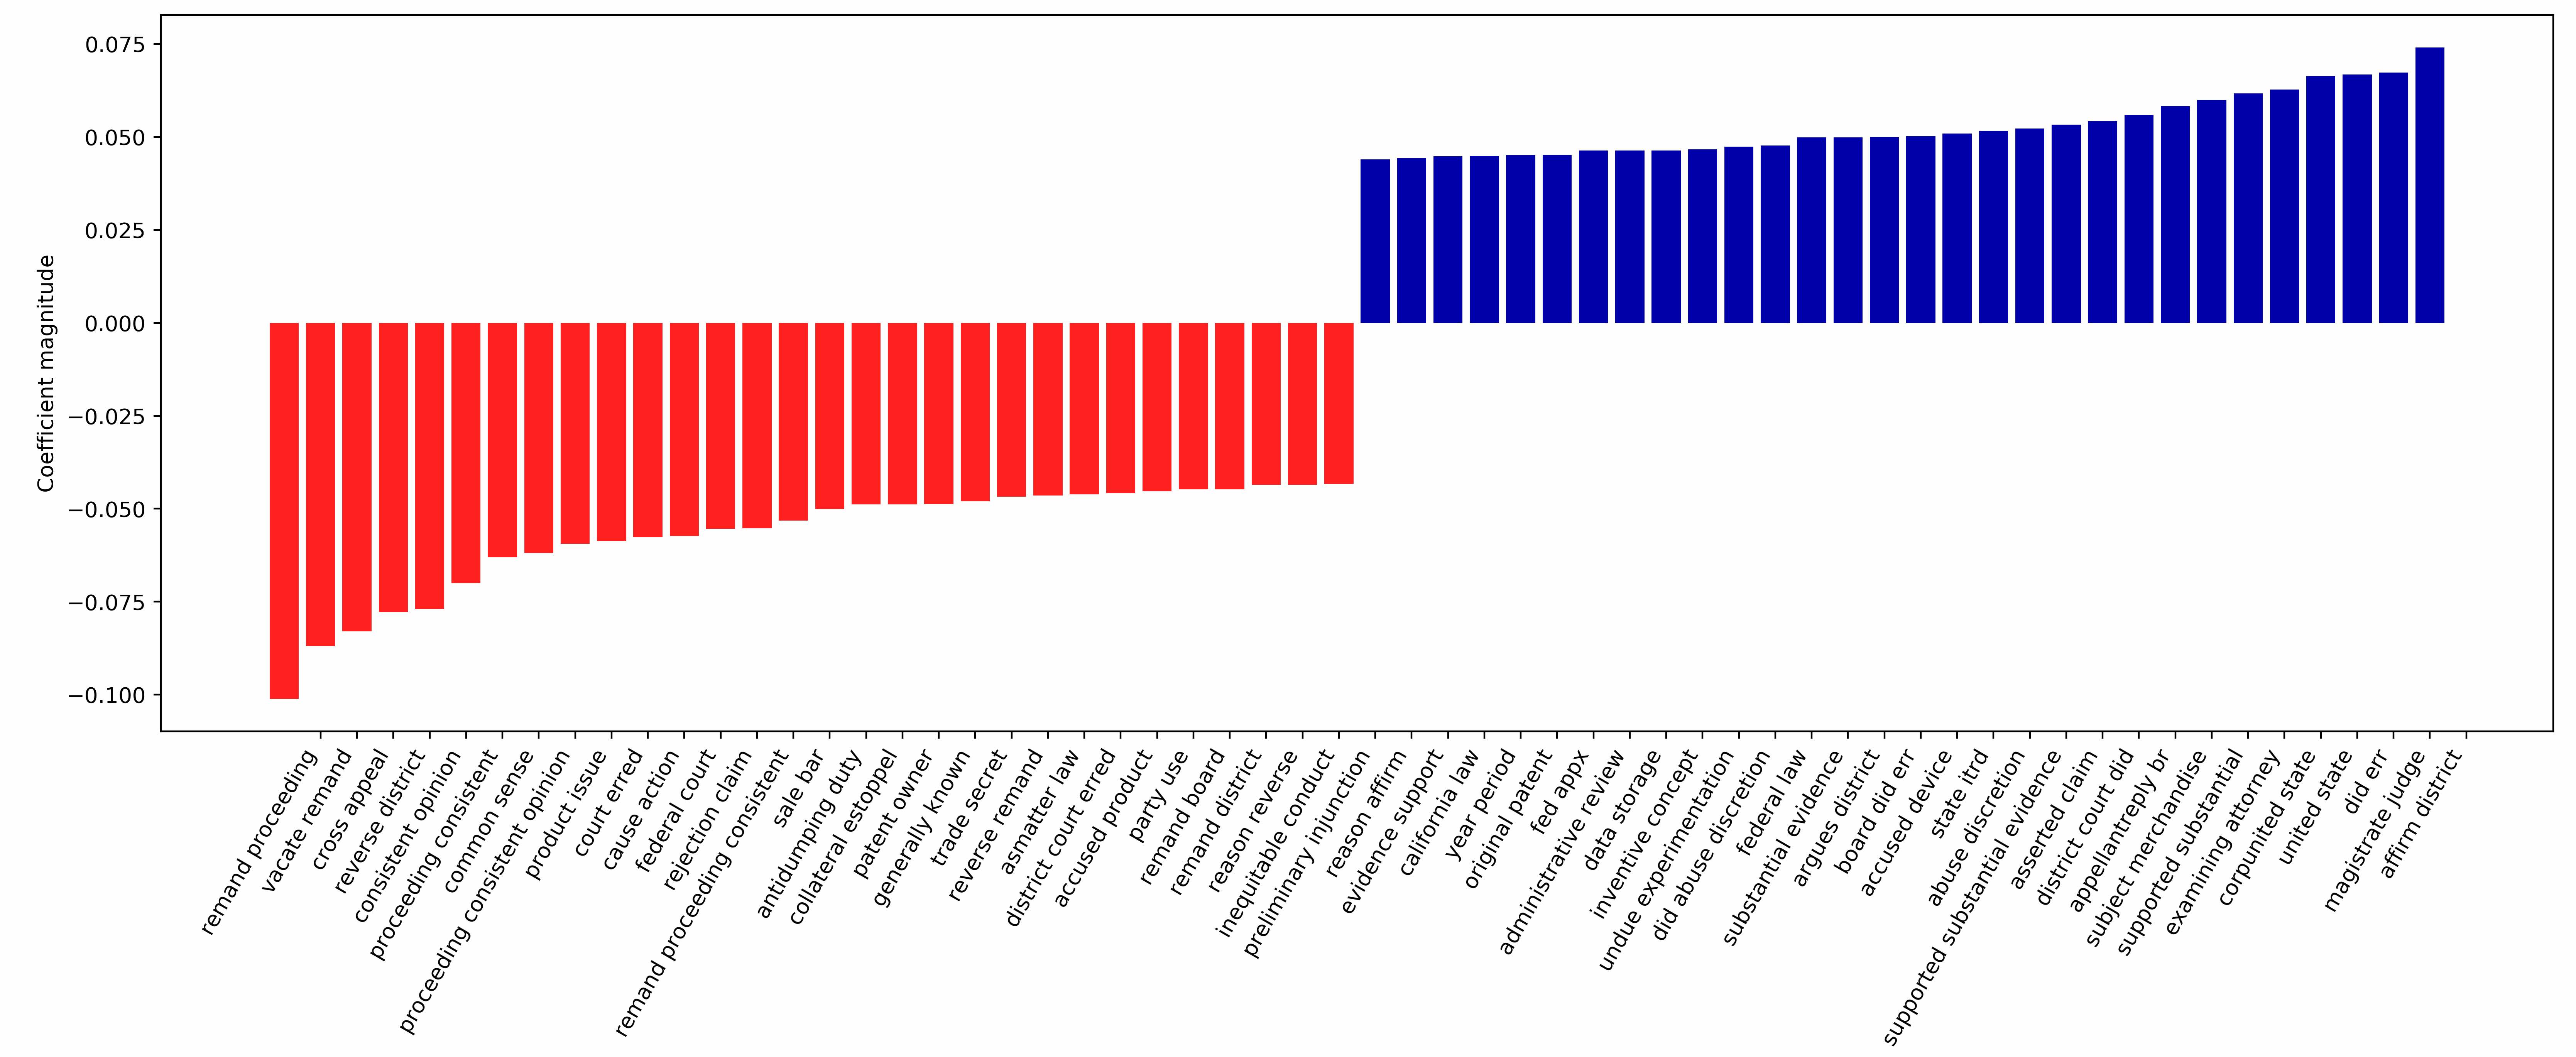 0.075
0.050
0.025
0.000
−0.025
−0.050
−0.075
−0.100
Coefficient magnitude
remand proceeding
vacate remand
cross appeal
reverse district
consistent opinion
proceeding consistent
common sense
proceeding consistent opinion
product issue
court erred
cause action
federal court
rejection claim
remand proceeding consistent
sale bar
antidumping duty
collateral estoppel
patent owner
generally known
trade secret
reverse remand
asmatter law
district court erred
accused product
party use
remand board
remand district
reason reverse
inequitable conduct
preliminary injunction
reason affirm
evidence support
california law
year period
original patent
fed appx
administrative review
data storage
inventive concept
undue experimentation
did abuse discretion
federal law
substantial evidence
argues district
board did err
accused device
state itrd
abuse discretion
supported substantial evidence
asserted claim
district court did
appellantreply br
subject merchandise
supported substantial
examining attorney
corpunited state
united state
did err
magistrate judge
affirm district